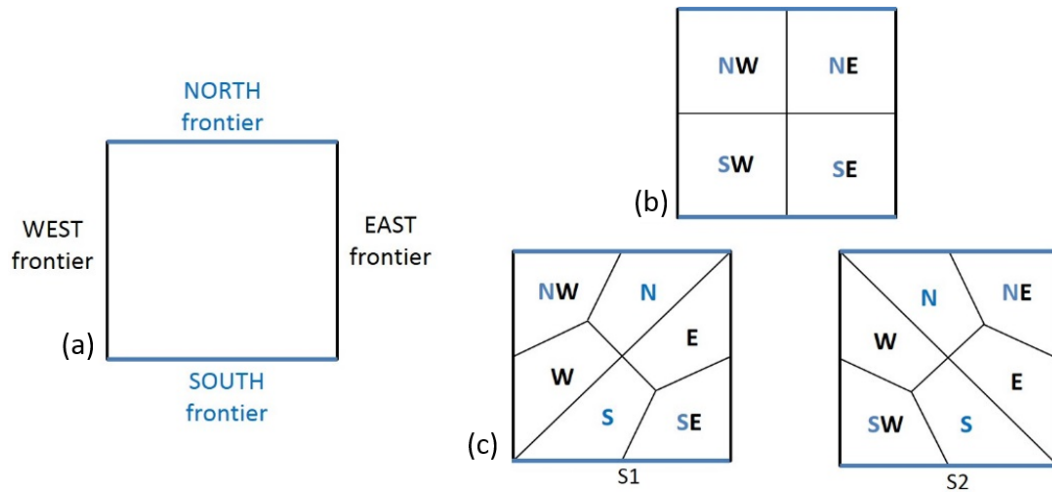 NORTH
frontier
WEST
frontier
EAST
frontier
(a)
SOUTH
frontier
NW NE
SW SE
(b)
NW N
E
W
S SE
(c)
S1
N NE
W
E
SW S
S2